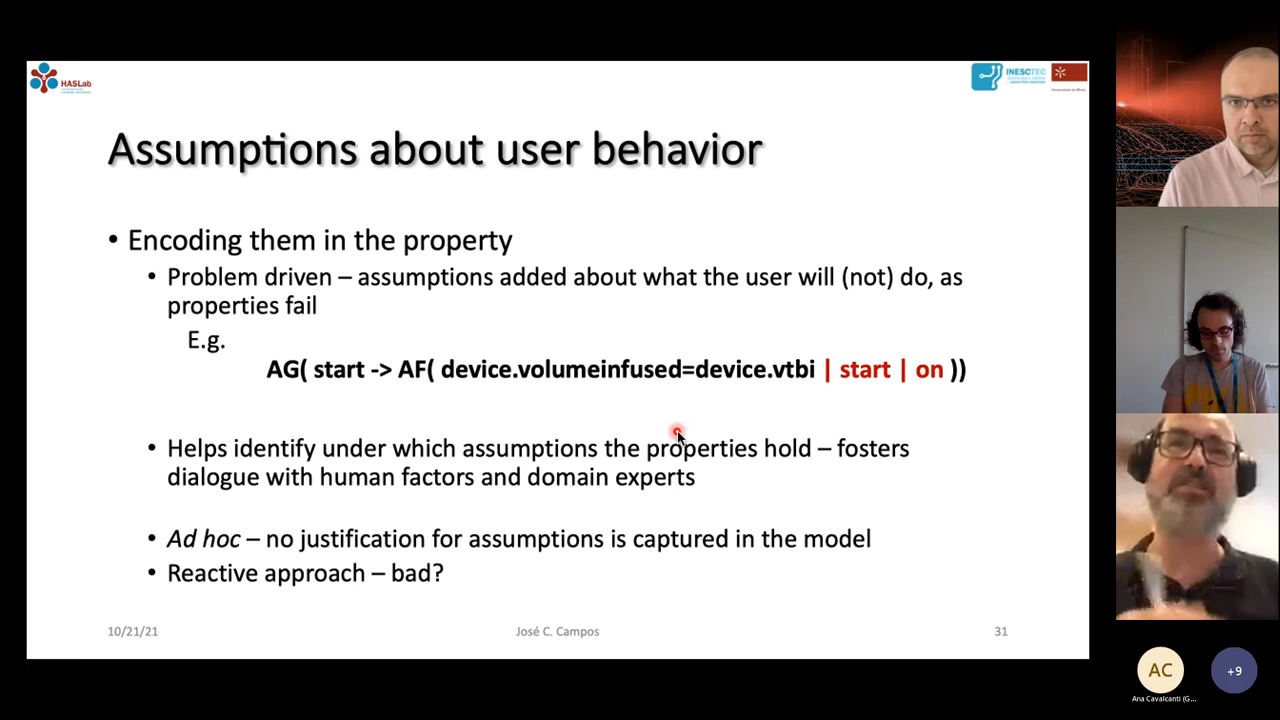 HASLab
INESCTEC
Assumptions about user behavior
• Encoding them in the property
• Problem driven – assumptions added about what the user will (not) do, as
properties fail
E.g.
AG( start -> AF( device.volumeinfused=device.vtbi | start | on ))
• Helps identify under which assumptions the properties hold – fosters
dialogue with human factors and domain experts
• Ad hoc – no justification for assumptions is captured in the model
• Reactive approach – bad?
10/21/21
José C. Campos
31
AC
+9
Ana Cavalcanti (G...